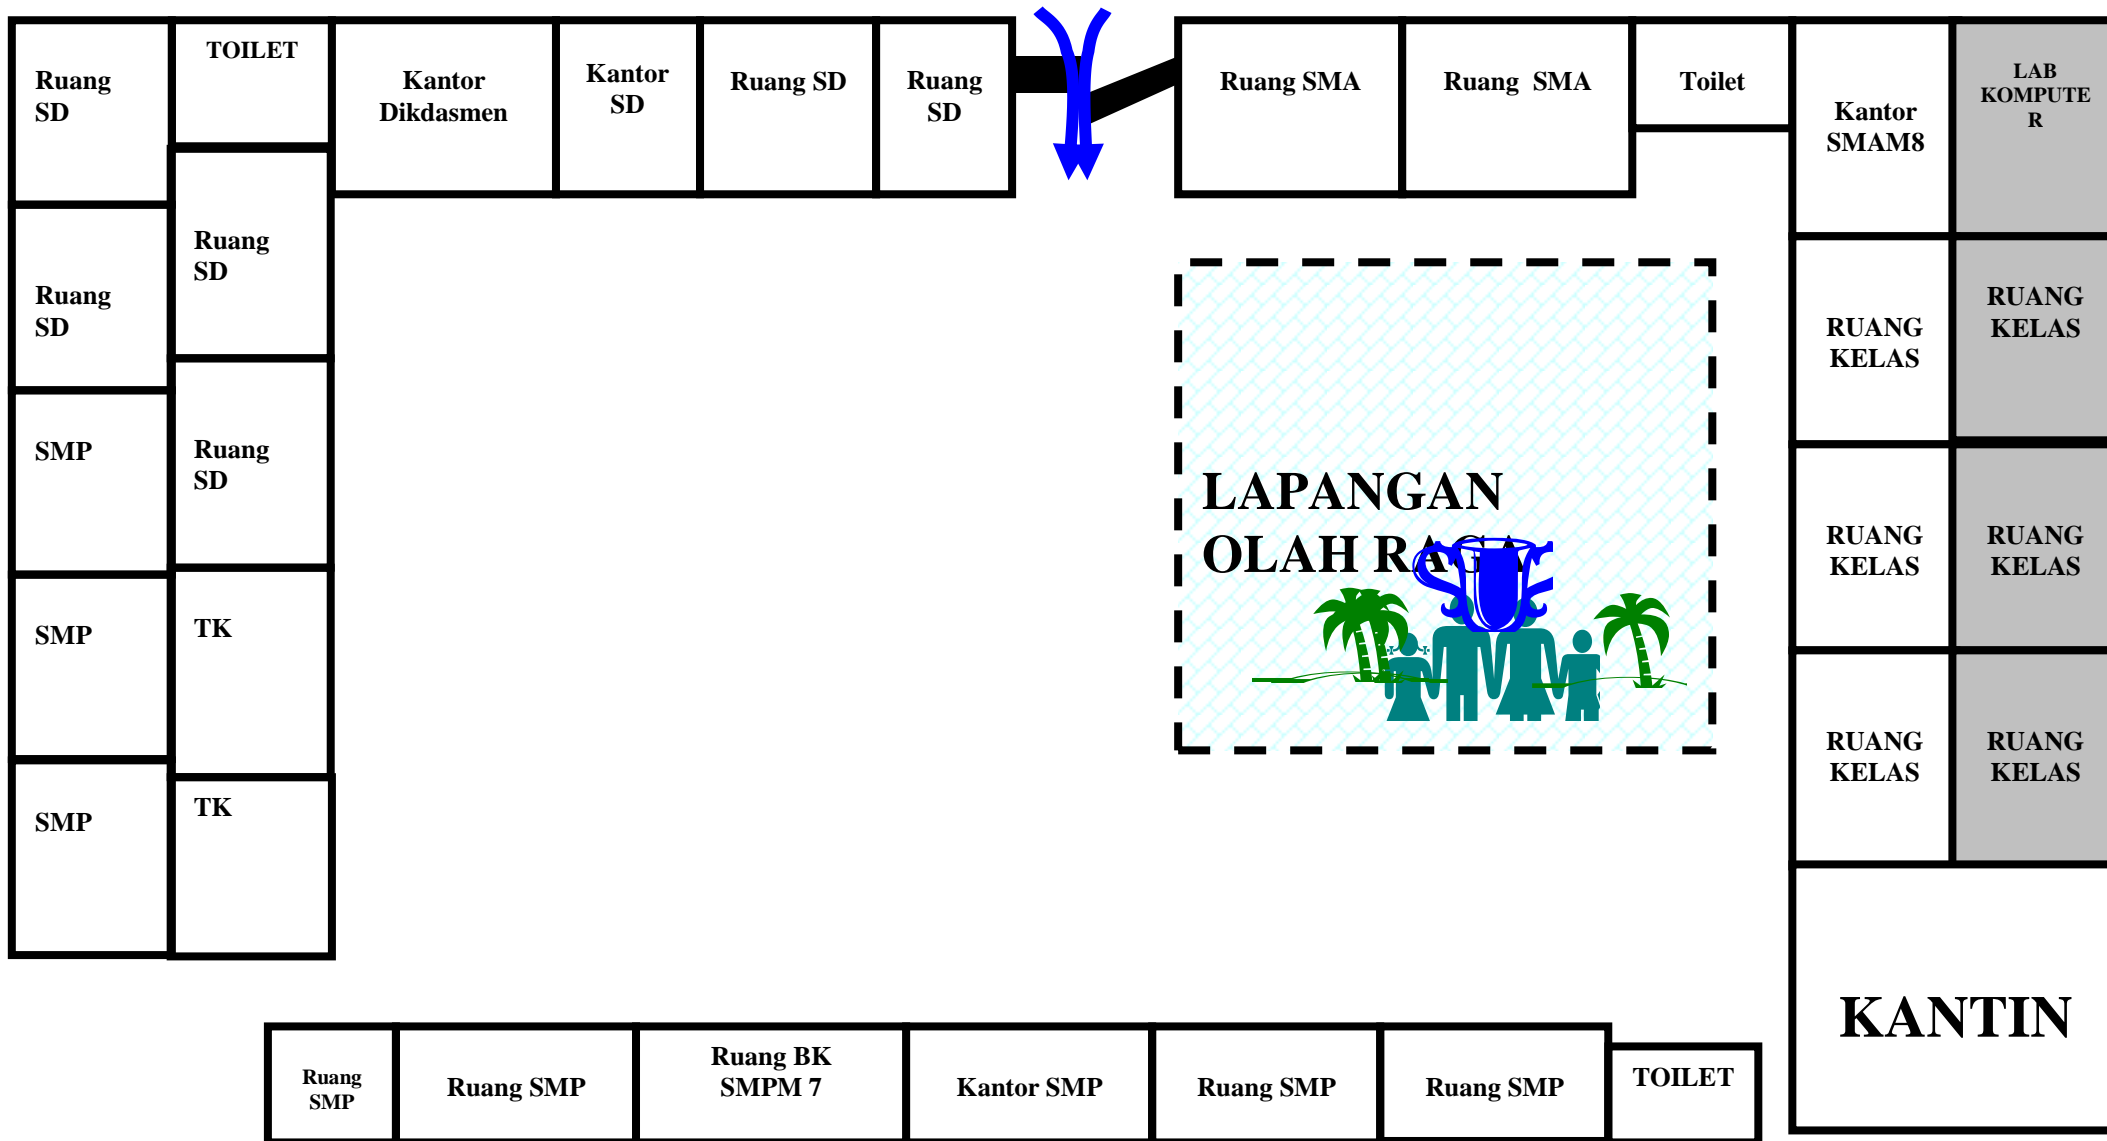 Ruang
SD
TOILET
Kantor
Dikdasmen
Kantor
SD
Ruang SD
Ruang
SD
Ruang SMA
Ruang SMA
Toilet
Kantor
SMAM8
LAB
KOMPUTE
R
Ruang
SD
Ruang
SD
RUANG
KELAS
RUANG
KELAS
SMP
Ruang
SD
LAPANGAN
OLAH RAGA
RUANG
KELAS
RUANG
KELAS
SMP
TK
RUANG
KELAS
RUANG
KELAS
SMP
TK
KANTIN
Ruang
SMP
Ruang SMP
Ruang BK
SMPM 7
Kantor SMP
Ruang SMP
Ruang SMP
TOILET